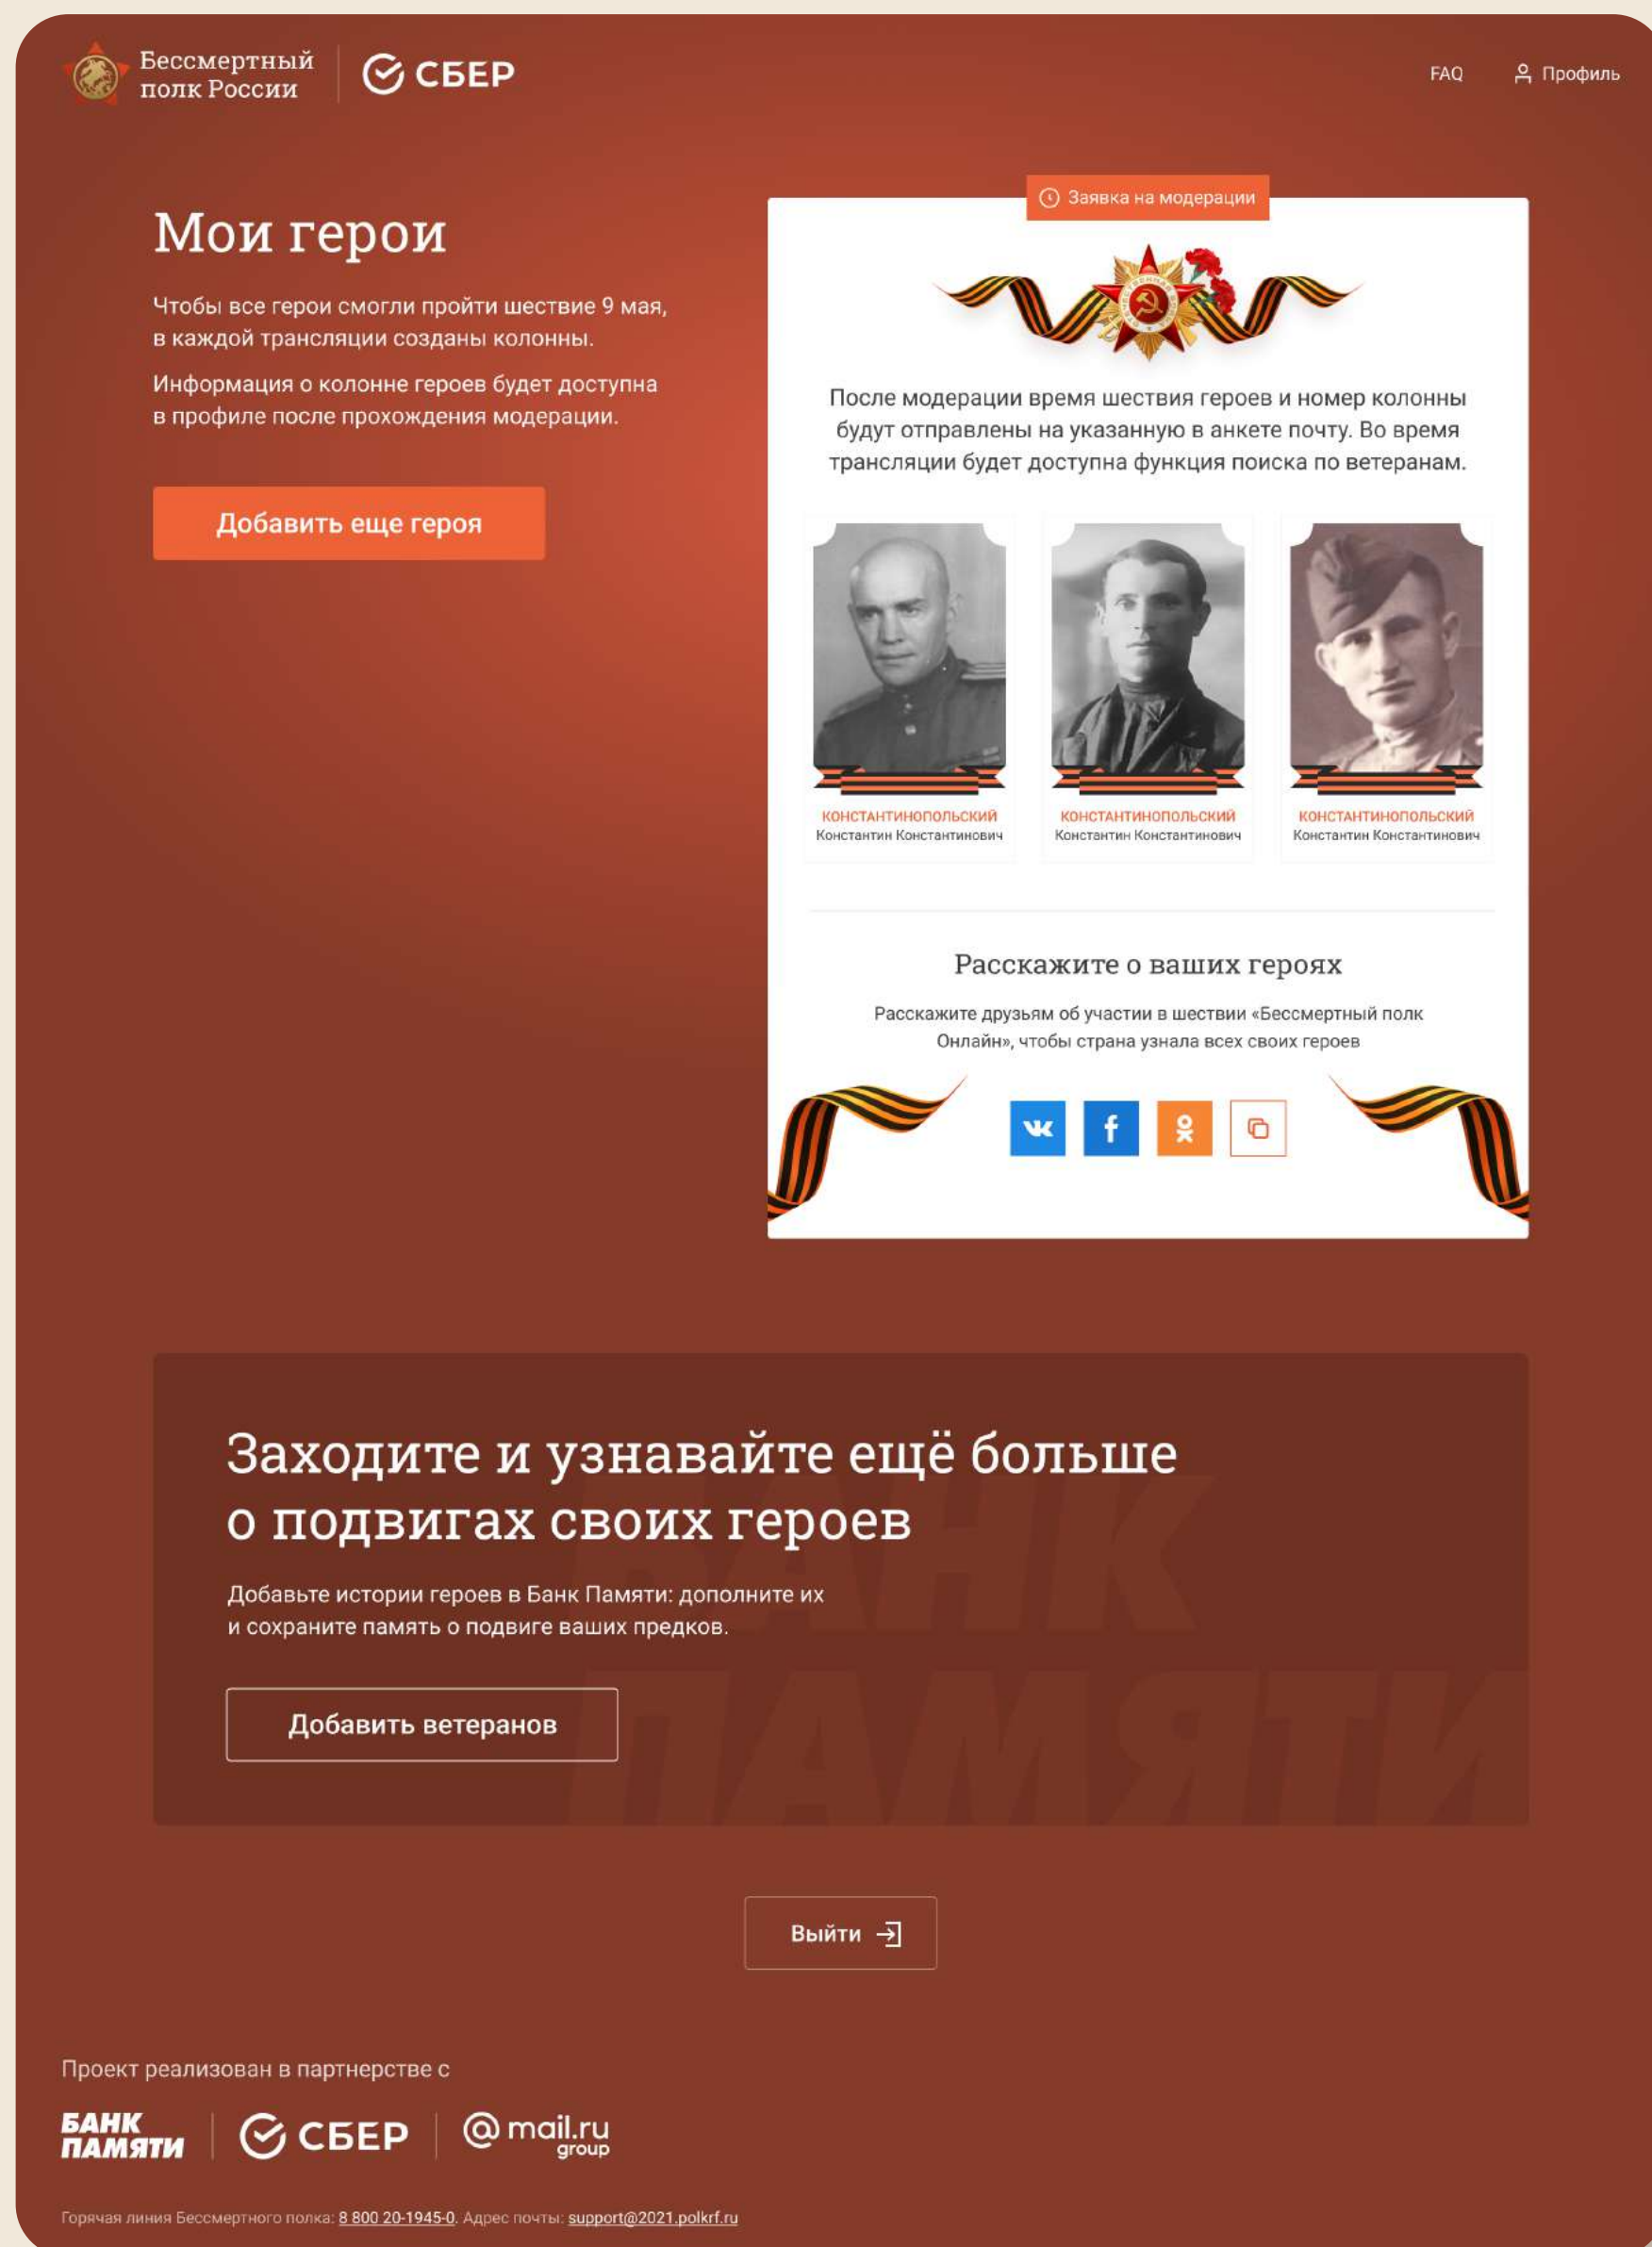 Бессмертный
полк России
СБЕР
FAQ
Профиль
Мои герои
Чтобы все герои смогли пройти шествие 9 мая,
в каждой трансляции созданы колонны.
Информация о колонне героев будет доступна
в профиле после прохождения модерации.
Добавить еще героя
Заявка на модерации
После модерации время шествия героев и номер колонны
будут отправлены на указанную в анкете почту. Во время
трансляции будет доступна функция поиска по ветеранам.
КОНСТАНТИНОПОЛЬСКИЙ
Константин Константинович
КОНСТАНТИНОПОЛЬСКИЙ
Константин Константинович
КОНСТАНТИНОПОЛЬСКИЙ
Константин Константинович
Расскажите о ваших героях
Расскажите друзьям об участии в шествии «Бессмертный полк
Онлайн», чтобы страна узнала всех своих героев
Заходите и узнавайте ещё больше
о подвигах своих героев
Добавьте истории героев в Банк Памяти: дополните их
и сохраните память о подвиге ваших предков.
Добавить ветеранов
БАНК
ПАМЯТИ
Выйти
Проект реализован в партнерстве с
БАНК
ПАМЯТИ
СБЕР
@mail.ru
group
Горячая линия Бессмертного полка: 8 800 20-1945-0. Адрес почты: support@2021.polkrf.ru